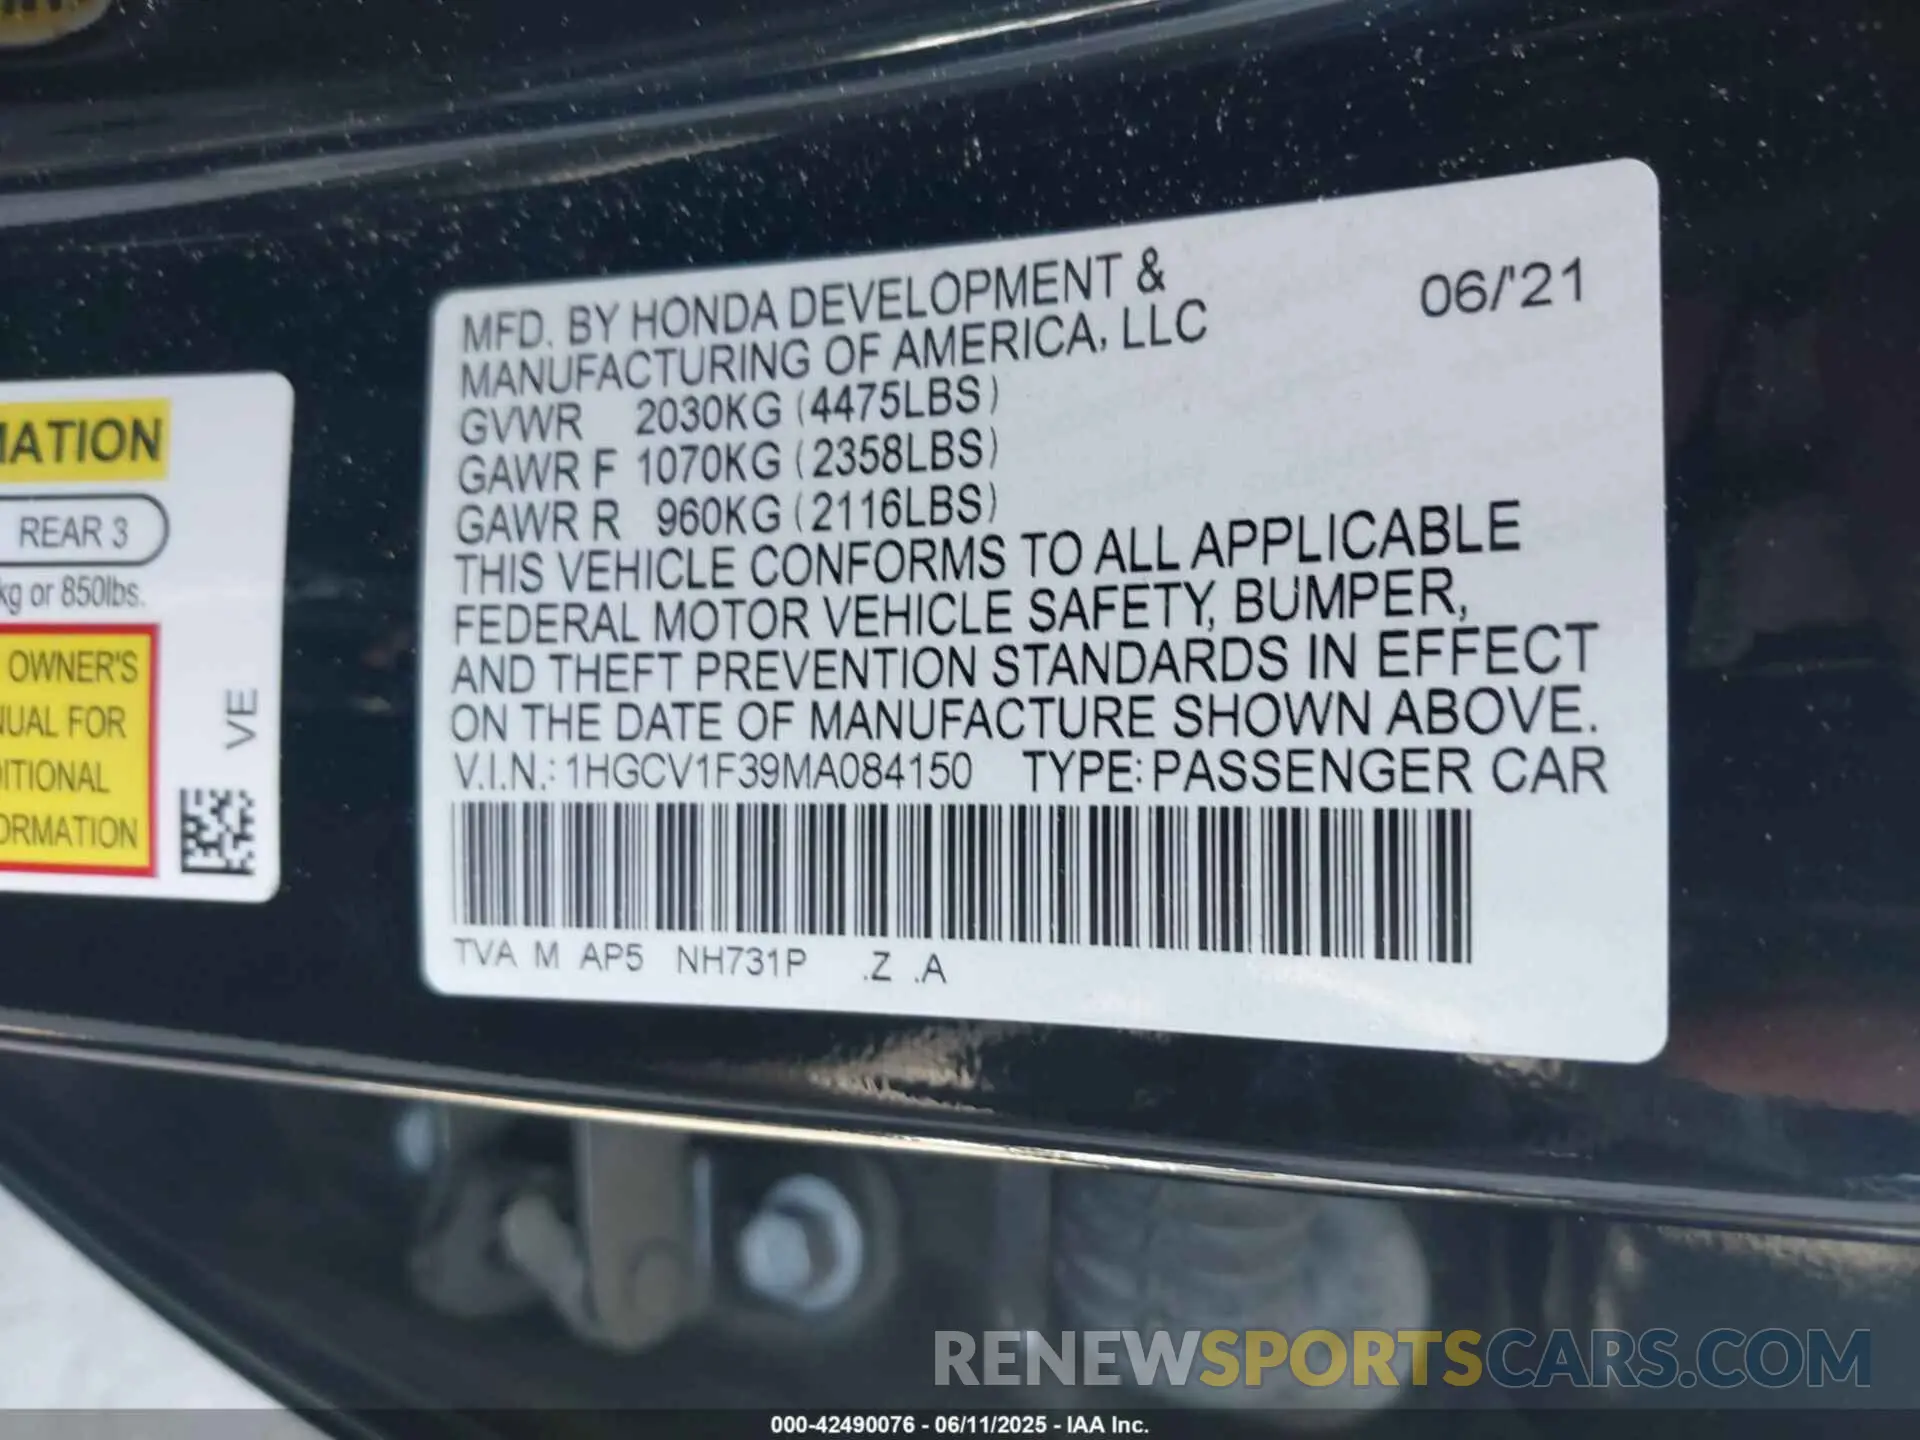 MATION
REAR 3
kg or 850lbs.
OWNER'S
UAL FOR
ITIONAL
ORMATION
VE
MFD. BY HONDA DEVELOPMENT &
MANUFACTURING OF AMERICA, LLC
06/'21
GVWR 2030KG (4475LBS)
GAWR F 1070KG (2358LBS)
GAWR R 960KG (2116LBS)
THIS VEHICLE CONFORMS TO ALL APPLICABLE
FEDERAL MOTOR VEHICLE SAFETY, BUMPER,
AND THEFT PREVENTION STANDARDS IN EFFECT
ON THE DATE OF MANUFACTURE SHOWN ABOVE.
V.I.N.: 1HGCV1F39MA084150 TYPE: PASSENGER CAR
TVA M AP5 NH731P .Z .A
RENEWSPORTSCARS.COM
000-42490076 - 06/11/2025 - IAA Inc.